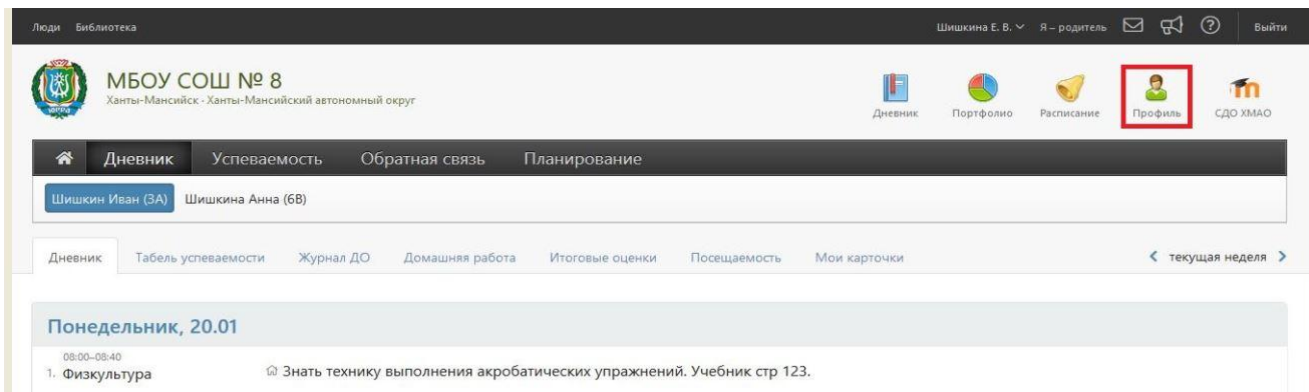 Люди Библиотека Шишкина Е. В. Я – родитель Выйти
МБОУ СОШ № 8
Ханты-Мансийск - Ханты-Мансийский автономный округ
Дневник Портфолио Расписание Профиль СДО ХМАО
Дневник Успеваемость Обратная связь Планирование
Шишкин Иван (3А) Шишкина Анна (6В)
Дневник Табель успеваемости Журнал ДО Домашняя работа Итоговые оценки Посещаемость Мои карточки текущая неделя
Понедельник, 20.01
08:00–08:40
1. Физкультура Знать технику выполнения акробатических упражнений. Учебник стр 123.